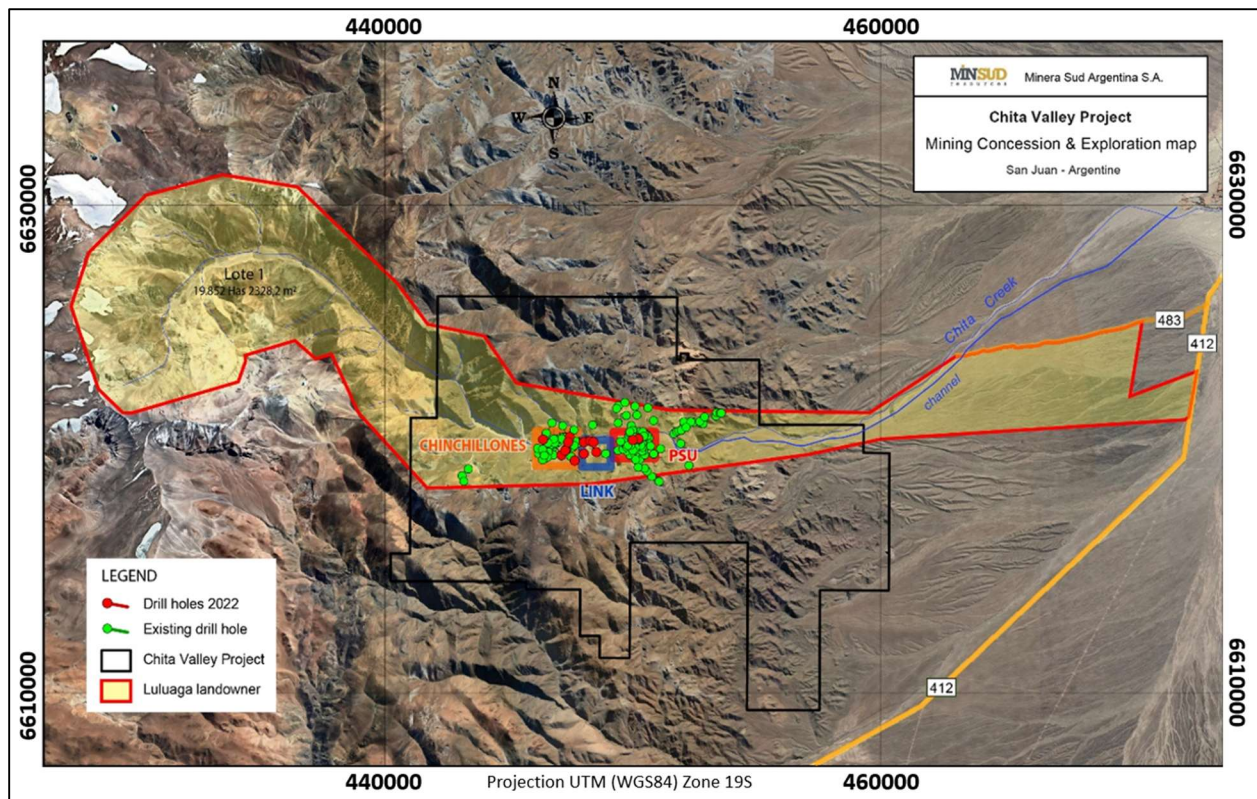 440000
460000
6630000
6630000
6610000
6610000
N
W
E
S
MINSUD
RESOURCES
Minera Sud Argentina S.A.
Chita Valley Project
Mining Concession & Exploration map
San Juan - Argentine
Lote 1
19.852 Has 2328,2 m²
Chita Creek
channel
483
412
CHINCHILLONES
PSU
LINK
LEGEND
Drill holes 2022
Existing drill hole
Chita Valley Project
Luluaga landowner
412
440000
Projection UTM (WGS84) Zone 19S
460000